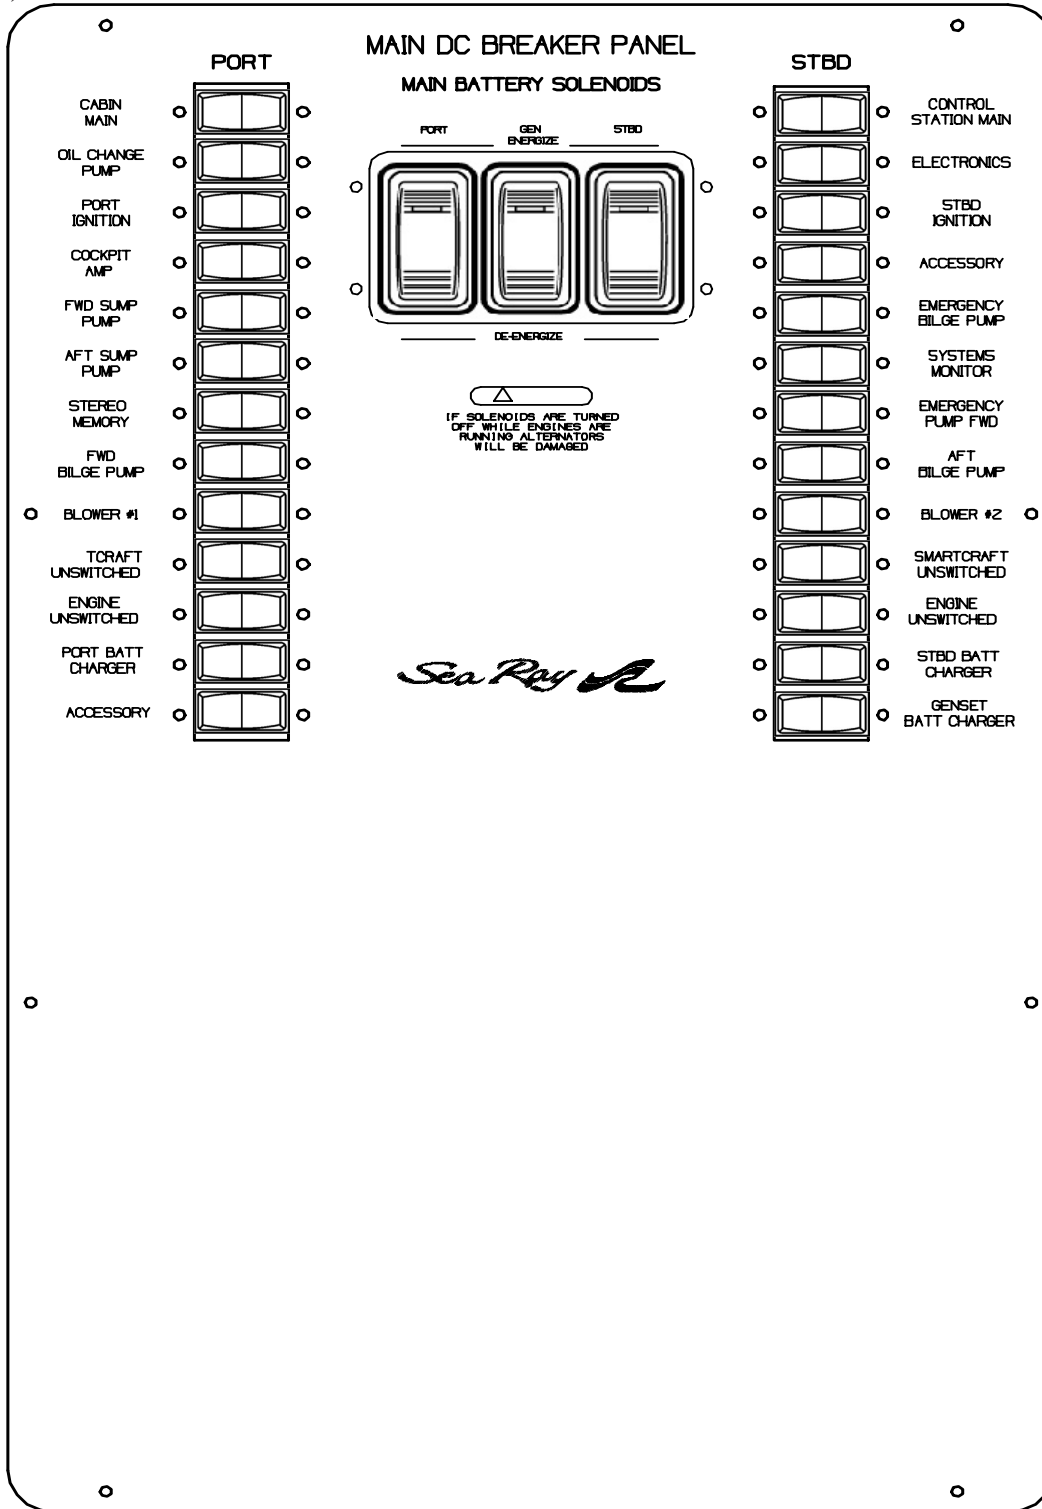 MAIN DC BREAKER PANEL
MAIN BATTERY SOLENOIDS
PORT
CABIN
MAIN
OIL CHANGE
PUMP
PORT
IGNITION
COCKPIT
AMP
FWD SUMP
PUMP
AFT SUMP
PUMP
STEREO
MEMORY
FWD
BILGE PUMP
BLOWER #1
TCRAFT
UNSWITCHED
ENGINE
UNSWITCHED
PORT BATT
CHARGER
ACCESSORY
PORT
GEN
ENERGIZE
STBD
DE-ENERGIZE
IF SOLENOIDS ARE TURNED
OFF WHILE ENGINES ARE
RUNNING ALTERNATORS
WILL BE DAMAGED
Sea Ray
STBD
CONTROL
STATION MAIN
ELECTRONICS
STBD
IGNITION
ACCESSORY
EMERGENCY
BILGE PUMP
SYSTEMS
MONITOR
EMERGENCY
PUMP FWD
AFT
BILGE PUMP
BLOWER #2
SMARTCRAFT
UNSWITCHED
ENGINE
UNSWITCHED
STBD BATT
CHARGER
GENSET
BATT CHARGER